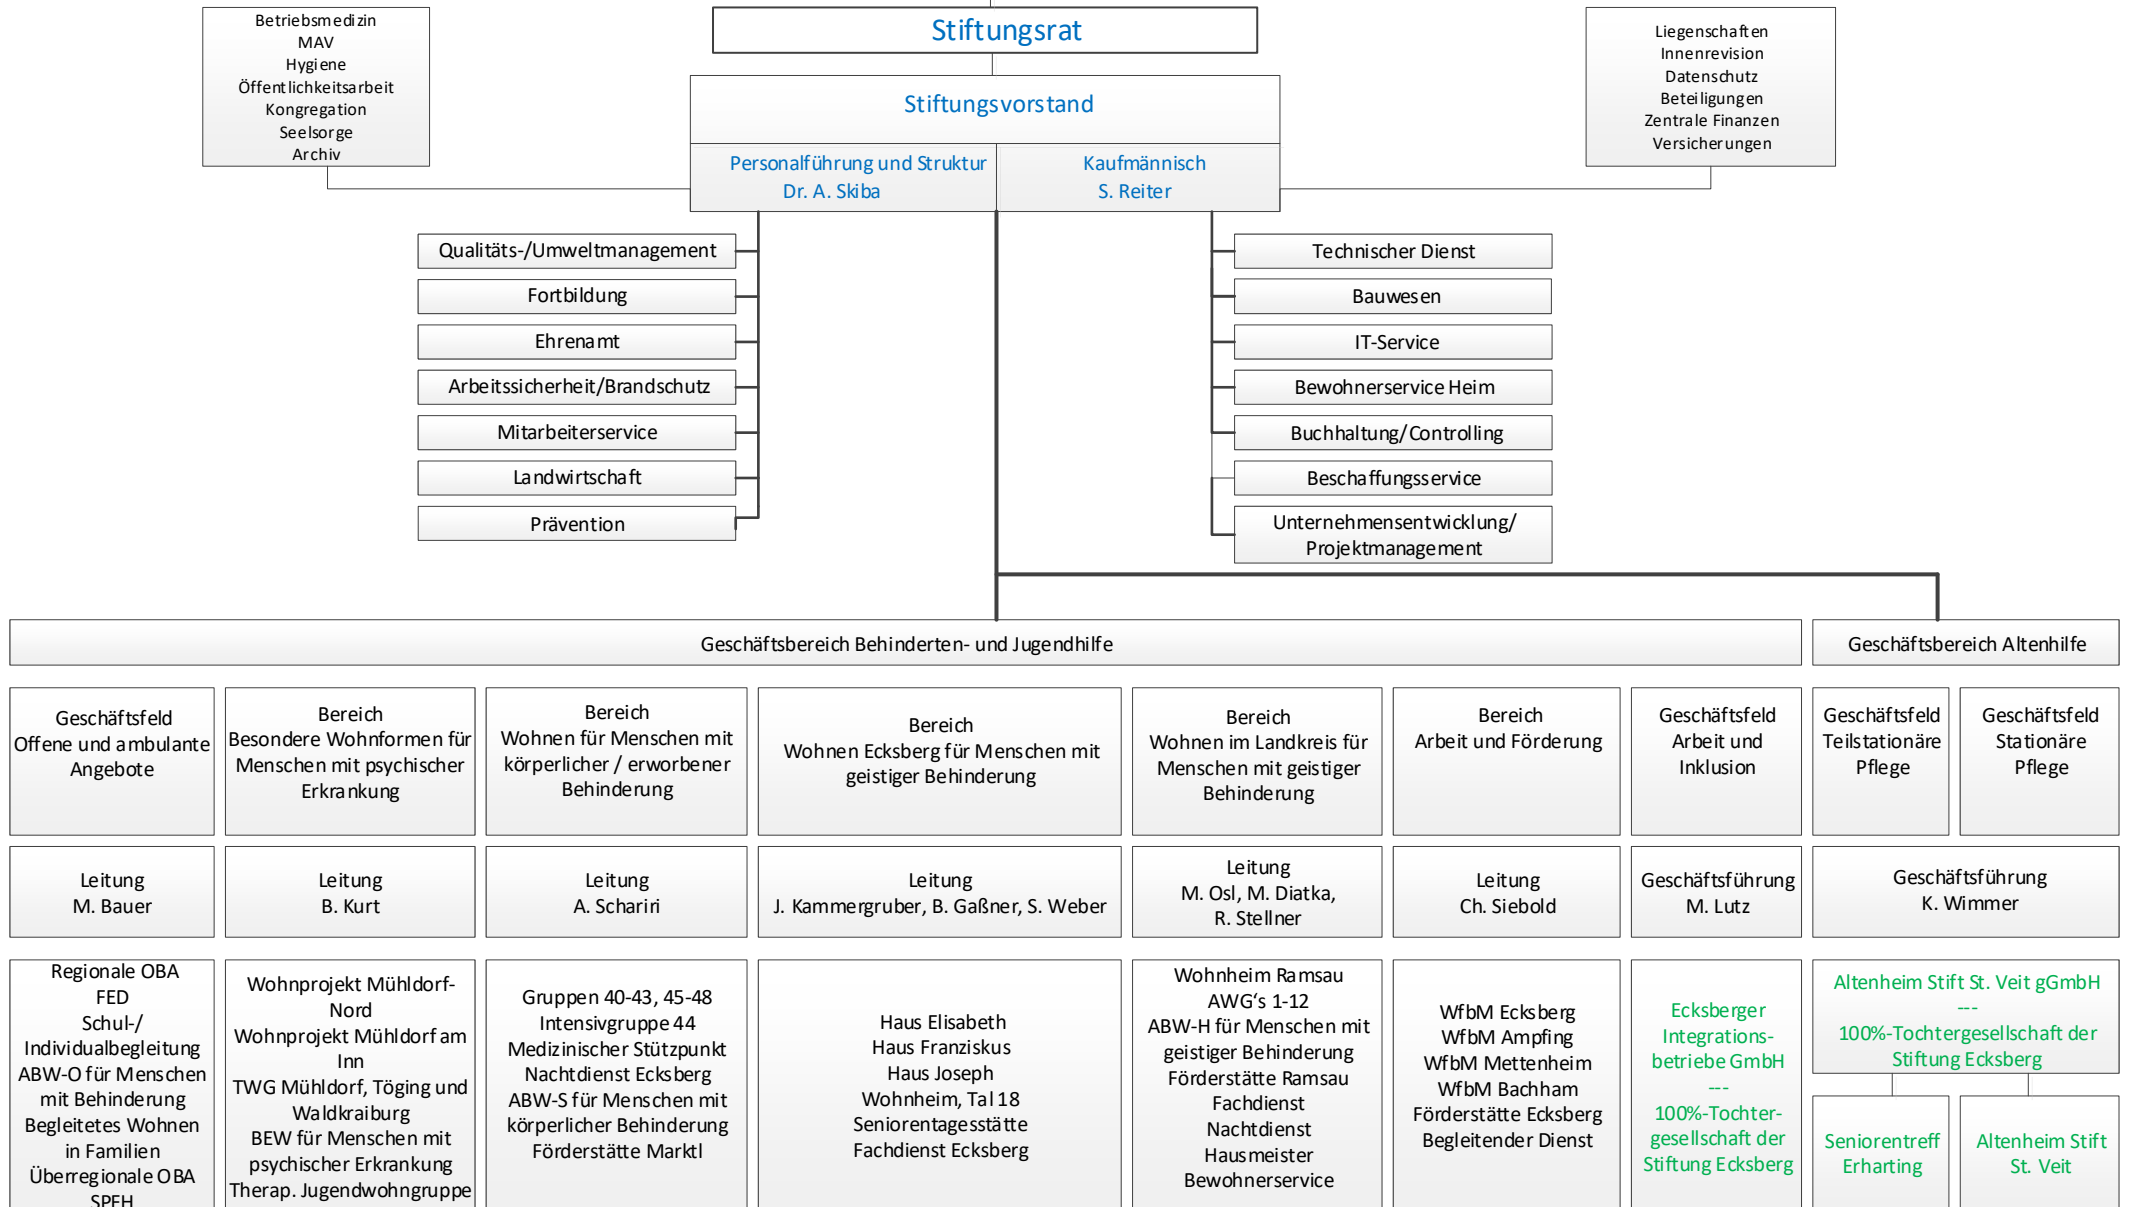 Betriebsmedizin
MAV
Hygiene
Öffentlichkeitsarbeit
Kongregation
Seelsorge
Archiv
Stiftungsrat
Stiftungsvorstand
Personalführung und Struktur
Dr. A. Skiba
Kaufmännisch
S. Reiter
Liegenschaften
Innenrevision
Datenschutz
Beteiligungen
Zentrale Finanzen
Versicherungen
Qualitäts-/Umweltmanagement
Fortbildung
Ehrenamt
Arbeitssicherheit/Brandschutz
Mitarbeiterservice
Landwirtschaft
Prävention
Technischer Dienst
Bauwesen
IT-Service
Bewohnerservice Heim
Buchhaltung/Controlling
Beschaffungsservice
Unternehmensentwicklung/
Projektmanagement
Geschäftsbereich Behinderten- und Jugendhilfe
Geschäftsbereich Altenhilfe
Geschäftsfeld
Offene und ambulante
Angebote
Bereich
Besondere Wohnformen für
Menschen mit psychischer
Erkrankung
Bereich
Wohnen für Menschen mit
körperlicher / erworbener
Behinderung
Bereich
Wohnen Ecksberg für Menschen mit
geistiger Behinderung
Bereich
Wohnen im Landkreis für
Menschen mit geistiger
Behinderung
Bereich
Arbeit und Förderung
Geschäftsfeld
Arbeit und
Inklusion
Geschäftsfeld
Teilstationäre
Pflege
Geschäftsfeld
Stationäre
Pflege
Leitung
M. Bauer
Leitung
B. Kurt
Leitung
A. Schariri
Leitung
J. Kammergruber, B. Gaßner, S. Weber
Leitung
M. Osl, M. Diatka,
R. Stellner
Leitung
Ch. Siebold
Geschäftsführung
M. Lutz
Geschäftsführung
K. Wimmer
Regionale OBA
FED
Schul-/
Individualbegleitung
ABW-O für Menschen
mit Behinderung
Begleitetes Wohnen
in Familien
Überregionale OBA
SPFH
Wohnprojekt Mühldorf-
Nord
Wohnprojekt Mühldorf am
Inn
TWG Mühldorf, Töging und
Waldkraiburg
BEW für Menschen mit
psychischer Erkrankung
Therap. Jugendwohngruppe
Gruppen 40-43, 45-48
Intensivgruppe 44
Medizinischer Stützpunkt
Nachtdienst Ecksberg
ABW-S für Menschen mit
körperlicher Behinderung
Förderstätte Marktl
Haus Elisabeth
Haus Franziskus
Haus Joseph
Wohnheim, Tal 18
Seniorentagesstätte
Fachdienst Ecksberg
Wohnheim Ramsau
AWG‘s 1-12
ABW-H für Menschen mit
geistiger Behinderung
Förderstätte Ramsau
Fachdienst
Nachtdienst
Hausmeister
Bewohnerservice
WfbM Ecksberg
WfbM Ampfing
WfbM Mettenheim
WfbM Bachham
Förderstätte Ecksberg
Begleitender Dienst
Ecksberger
Integrations-
betriebe GmbH
---
100%-Tochter-
gesellschaft der
Stiftung Ecksberg
Altenheim Stift St. Veit gGmbH
---
100%-Tochtergesellschaft der
Stiftung Ecksberg
Seniorentreff
Erharting
Altenheim Stift
St. Veit